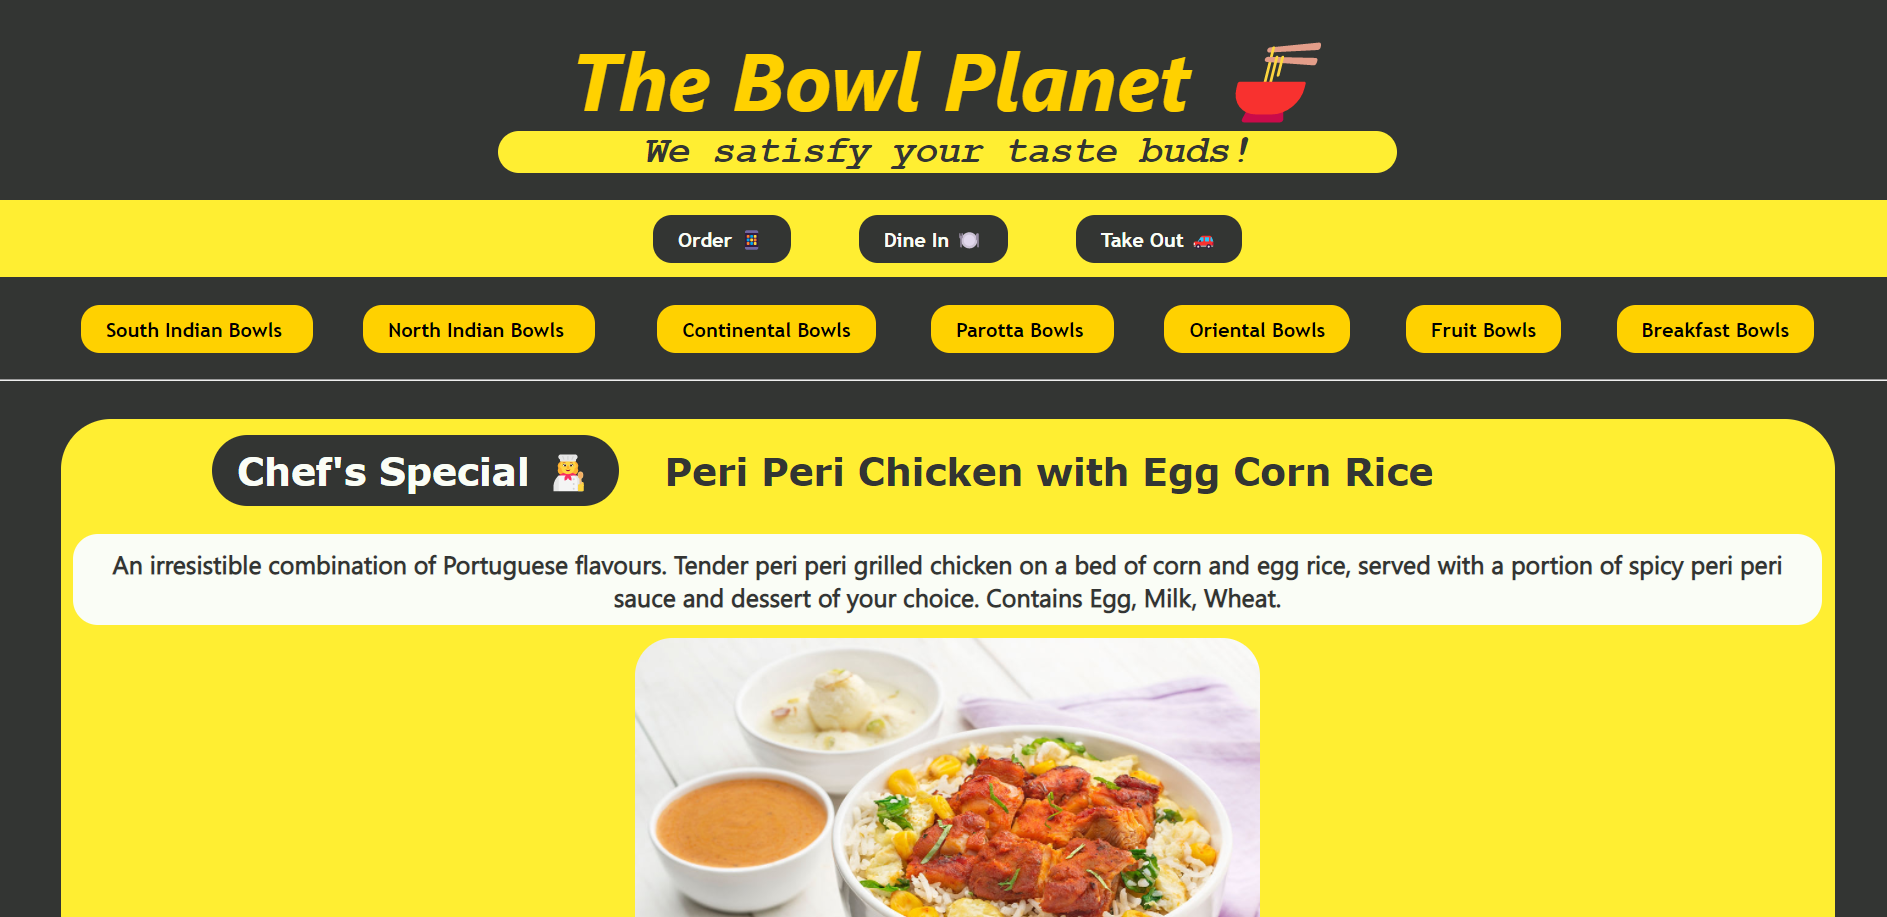 The Bowl Planet
We satisfy your taste buds!
Order
Dine In
Take Out
South Indian Bowls
North Indian Bowls
Continental Bowls
Parotta Bowls
Oriental Bowls
Fruit Bowls
Breakfast Bowls
Chef's Special
Peri Peri Chicken with Egg Corn Rice
An irresistible combination of Portuguese flavours. Tender peri peri grilled chicken on a bed of corn and egg rice, served with a portion of spicy peri peri
sauce and dessert of your choice. Contains Egg, Milk, Wheat.